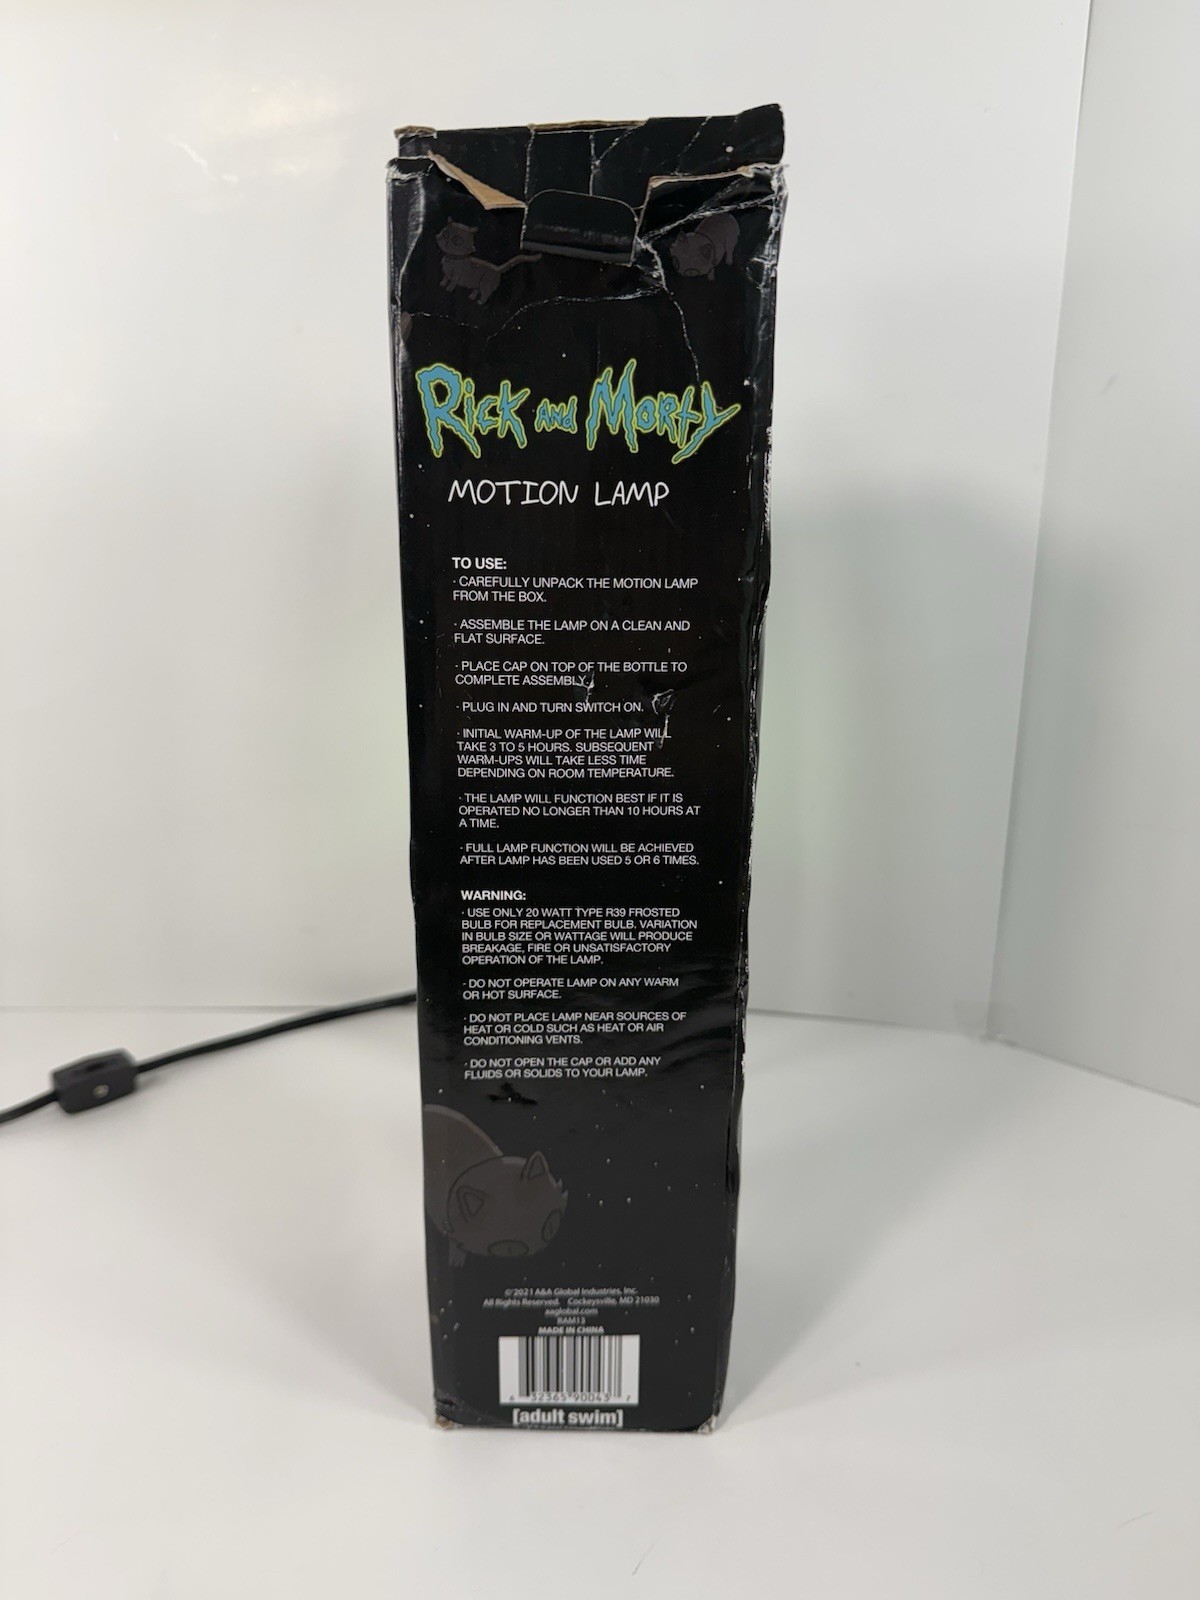 Rick and Morty
MOTION LAMP
TO USE:
· CAREFULLY UNPACK THE MOTION LAMP
FROM THE BOX.
· ASSEMBLE THE LAMP ON A CLEAN AND
FLAT SURFACE.
· PLACE CAP ON TOP OF THE BOTTLE TO
COMPLETE ASSEMBLY.
· PLUG IN AND TURN SWITCH ON.
· INITIAL WARM-UP OF THE LAMP WILL
TAKE 3 TO 5 HOURS. SUBSEQUENT
WARM-UPS WILL TAKE LESS TIME
DEPENDING ON ROOM TEMPERATURE.
· THE LAMP WILL FUNCTION BEST IF IT IS
OPERATED NO LONGER THAN 10 HOURS AT
A TIME.
· FULL LAMP FUNCTION WILL BE ACHIEVED
AFTER LAMP HAS BEEN USED 5 OR 6 TIMES.
WARNING:
· USE ONLY 20 WATT TYPE R39 FROSTED
BULB FOR REPLACEMENT BULB. VARIATION
IN BULB SIZE OR WATTAGE WILL PRODUCE
BREAKAGE, FIRE OR UNSATISFACTORY
OPERATION OF THE LAMP.
· DO NOT OPERATE LAMP ON ANY WARM
OR HOT SURFACE.
· DO NOT PLACE LAMP NEAR SOURCES OF
HEAT OR COLD SUCH AS HEAT OR AIR
CONDITIONING VENTS.
· DO NOT OPEN THE CAP OR ADD ANY
FLUIDS OR SOLIDS TO YOUR LAMP.
©2021 A&A Global Industries, Inc.
All Rights Reserved. Cockeysville, MD 21030
aaglobal.com
RAM13
MADE IN CHINA
[adult swim]